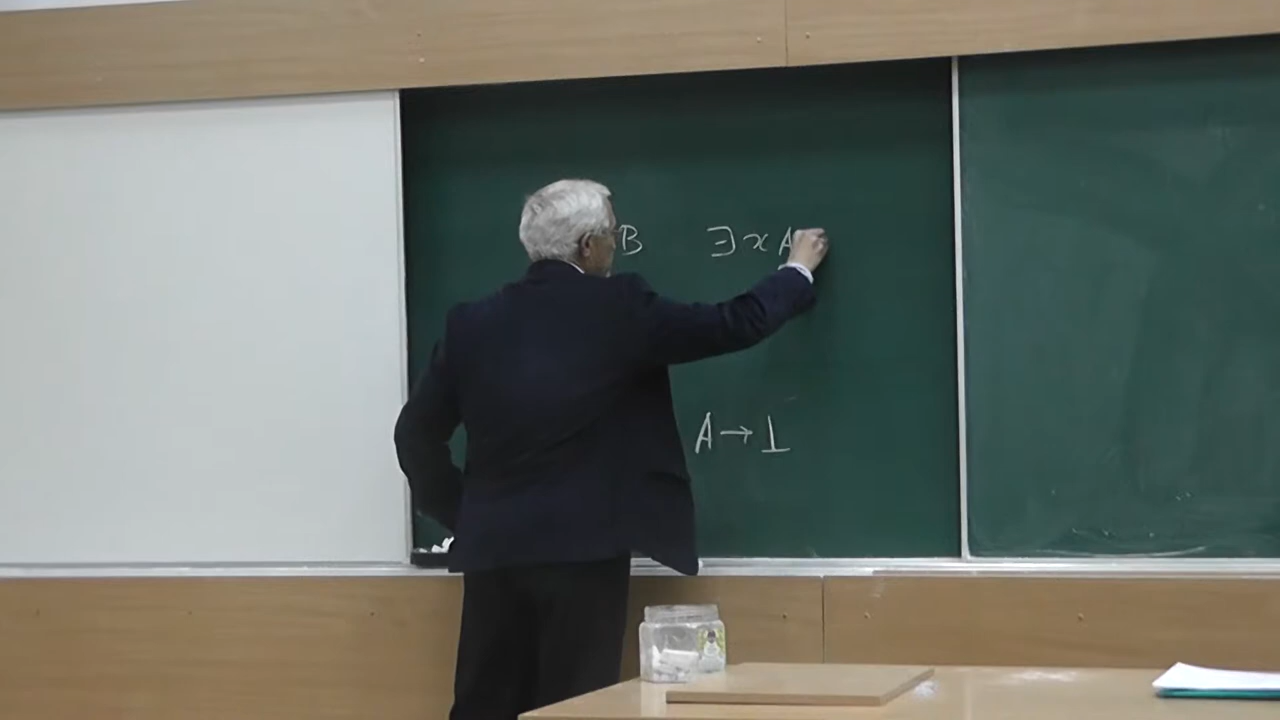 B ∃x A
A → ⊥